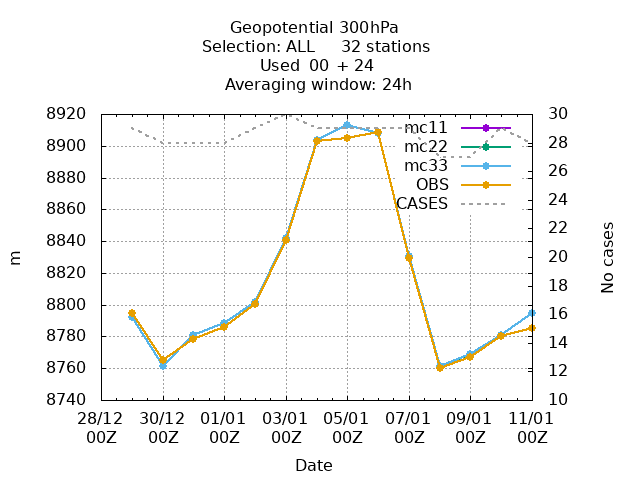 Geopotential 300hPa
Selection: ALL     32 stations
Used  00  + 24
Averaging window: 24h
8920
8900
8880
8860
8840
8820
8800
8780
8760
8740
m
30
28
26
24
22
20
18
16
14
12
10
No cases
mc11
mc22
mc33
OBS
CASES
28/12 30/12 01/01 03/01 05/01 07/01 09/01 11/01
00Z 00Z 00Z 00Z 00Z 00Z 00Z 00Z
Date